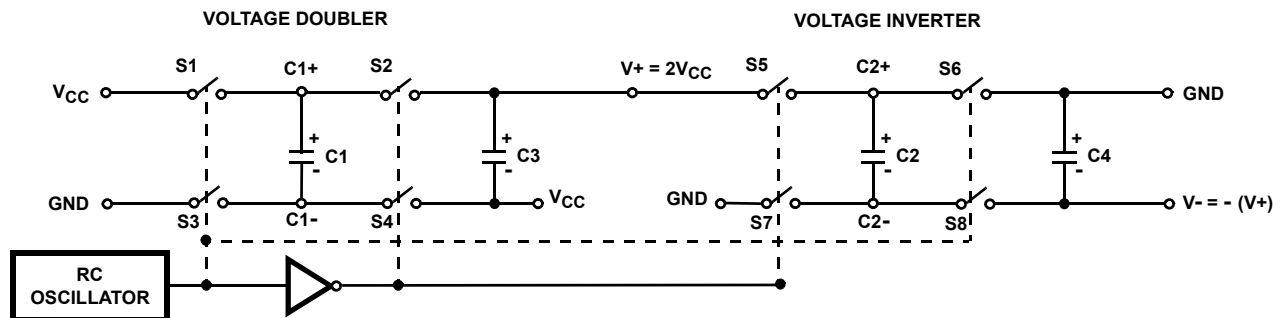 VOLTAGE DOUBLER
VOLTAGE INVERTER
S1
C1+
S2
V+ = 2VCC
S5
C2+
S6
VCC
GND
+
C1
-
+
C3
-
+
C2
-
+
C4
-
GND
S3
C1-
S4
VCC
GND
S7
C2-
S8
V- = - (V+)
RC
OSCILLATOR